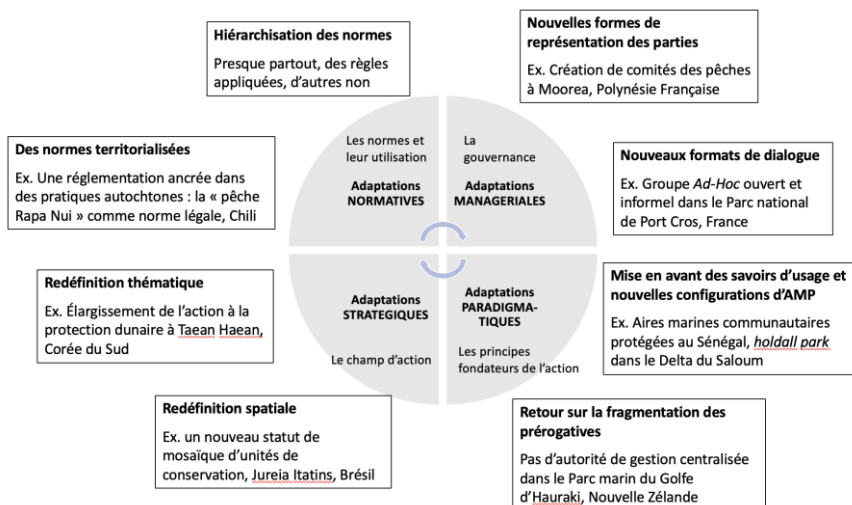 Hiérarchisation des normes
Presque partout, des règles
appliquées, d'autres non
Nouvelles formes de
représentation des parties
Ex. Création de comités des pêches
à Moorea, Polynésie Française
Des normes territorialisées
Ex. Une réglementation ancrée dans
des pratiques autochtones : la « pêche
Rapa Nui » comme norme légale, Chili
Les normes et
leur utilisation
Adaptations
NORMATIVES
La
gouvernance
Adaptations
MANAGERIALES
Nouveaux formats de dialogue
Ex. Groupe Ad-Hoc ouvert et
informel dans le Parc national
de Port Cros, France
Redéfinition thématique
Ex. Élargissement de l'action à la
protection dunaire à Taean Haean,
Corée du Sud
Adaptations
STRATEGIQUES
Le champ d'action
Adaptations
PARADIGMA-
TIQUES
Les principes
fondateurs de l'action
Mise en avant des savoirs d'usage et
nouvelles configurations d'AMP
Ex. Aires marines communautaires
protégées au Sénégal, holdall park
dans le Delta du Saloum
Redéfinition spatiale
Ex. un nouveau statut de
mosaïque d'unités de
conservation, Jureia Itatins, Brésil
Retour sur la fragmentation des
prérogatives
Pas d'autorité de gestion centralisée
dans le Parc marin du Golfe
d'Hauraki, Nouvelle Zélande